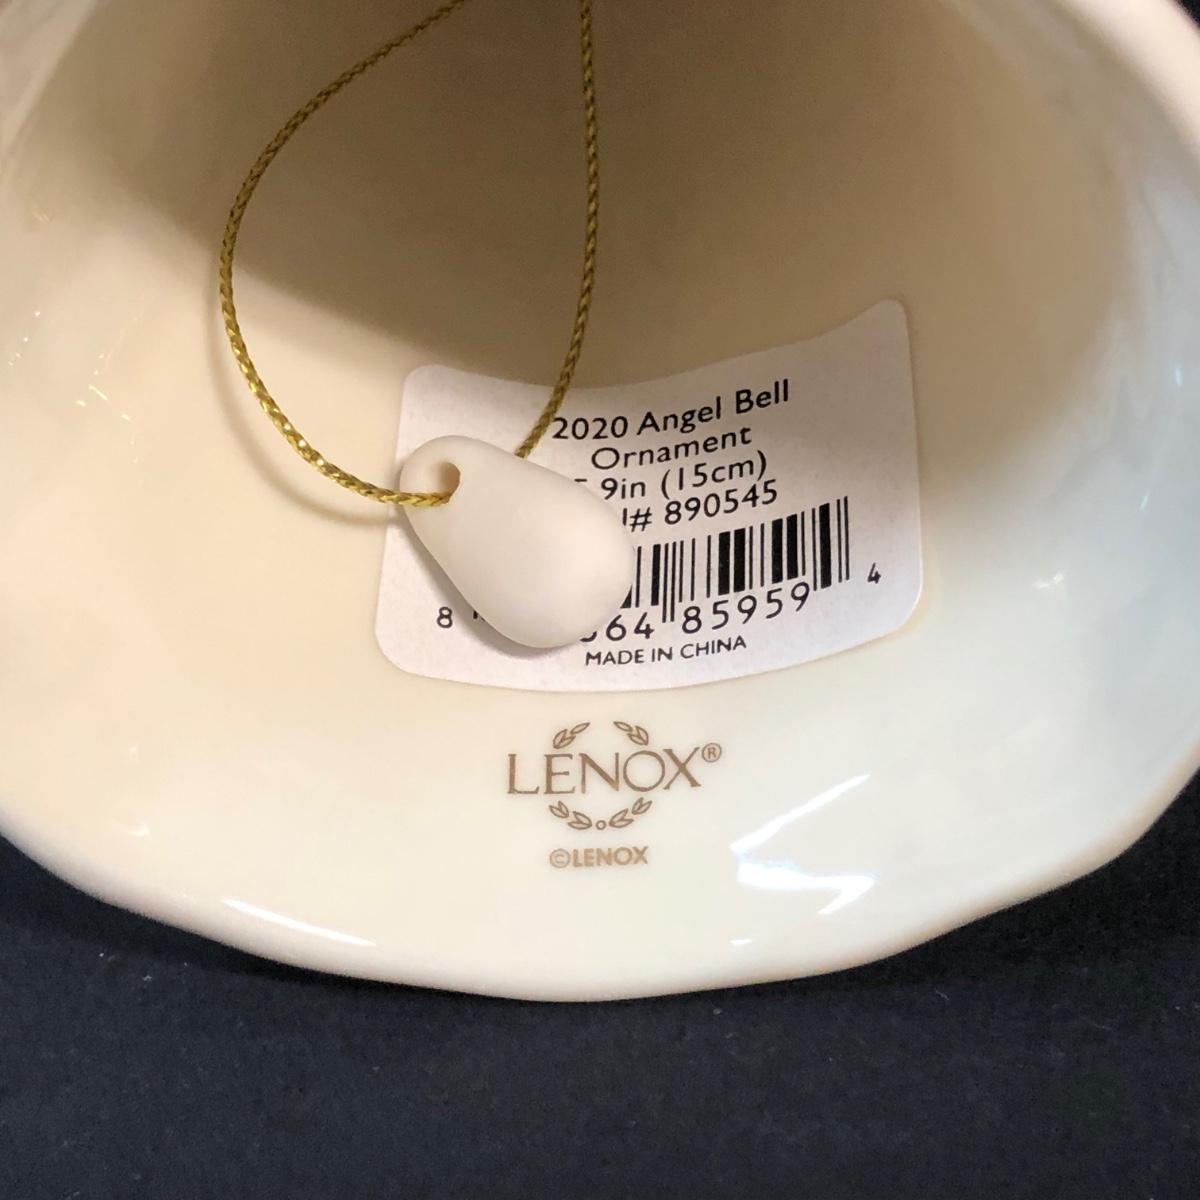 2020 Angel Bell
Ornament
9in (15cm)
# 890545
8 64 85959 4
MADE IN CHINA
LENOX®
©LENOX